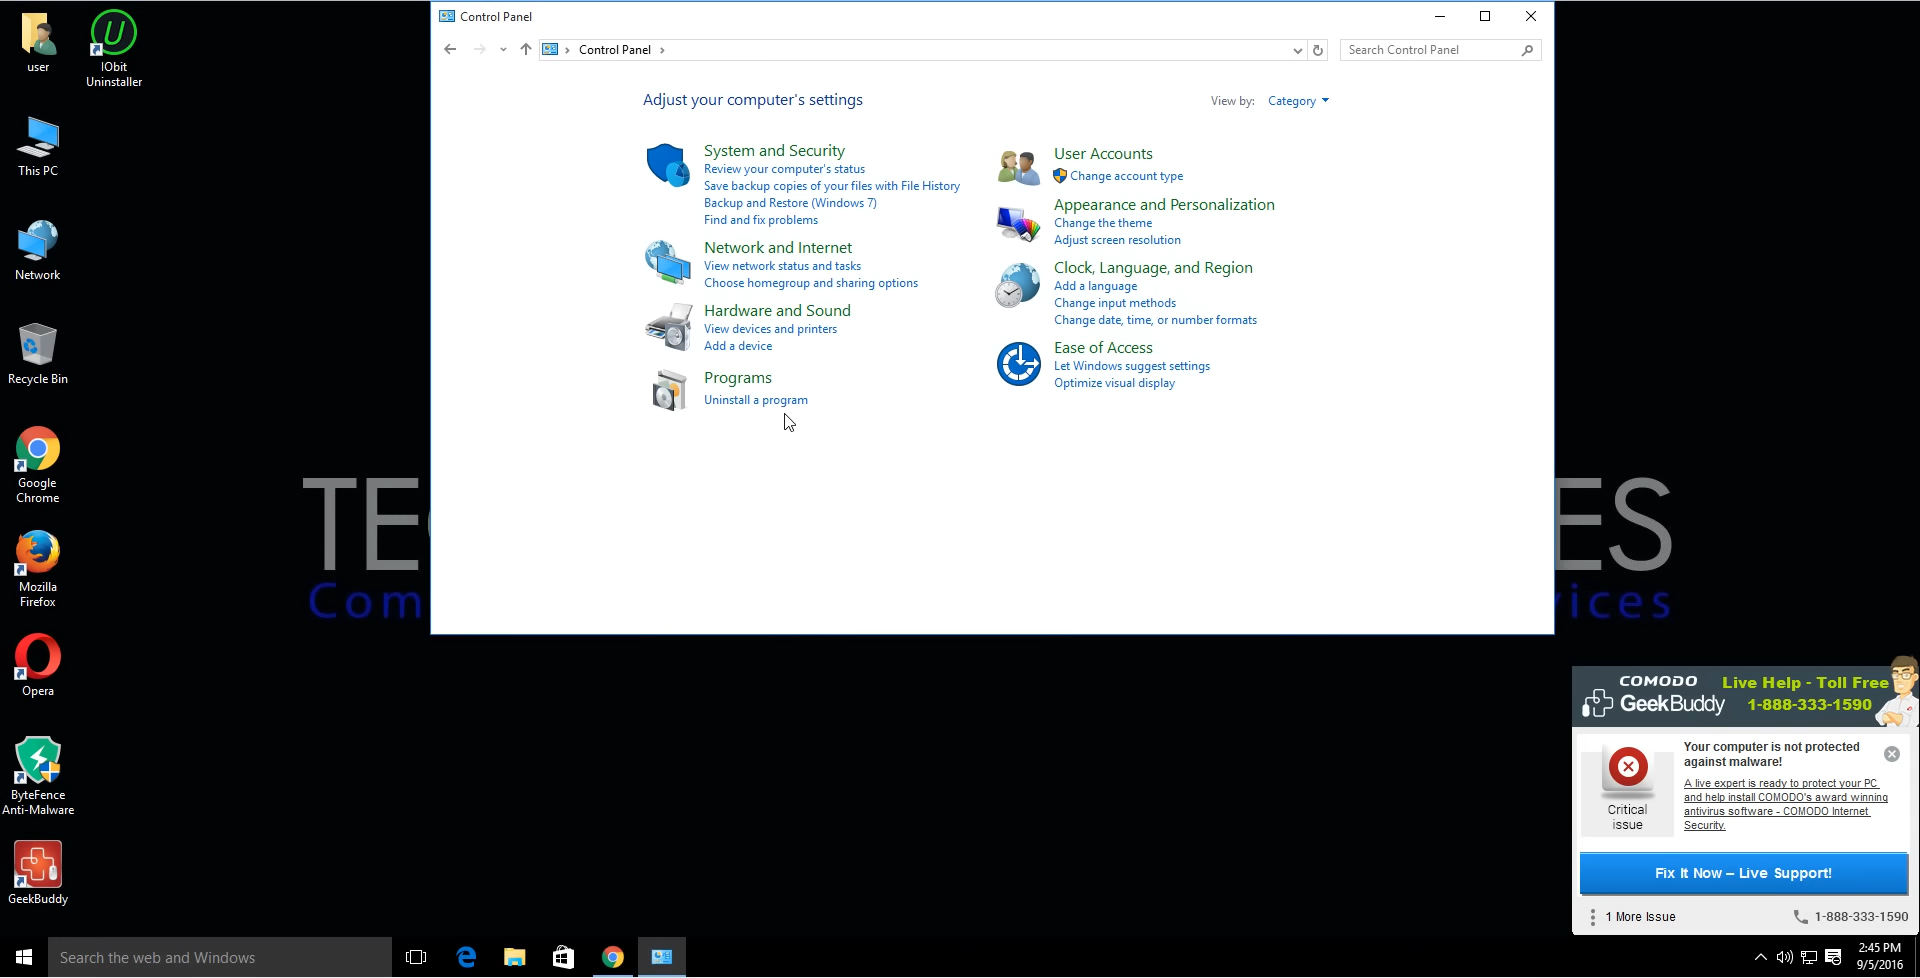 user
IObit
Uninstaller
This PC
Network
Recycle Bin
Google
Chrome
Mozilla
Firefox
Opera
ByteFence
Anti-Malware
GeekBuddy
Control Panel
Control Panel
Search Control Panel
Adjust your computer's settings
View by: Category
System and Security
Review your computer's status
Save backup copies of your files with File History
Backup and Restore (Windows 7)
Find and fix problems
Network and Internet
View network status and tasks
Choose homegroup and sharing options
Hardware and Sound
View devices and printers
Add a device
Programs
Uninstall a program
User Accounts
Change account type
Appearance and Personalization
Change the theme
Adjust screen resolution
Clock, Language, and Region
Add a language
Change input methods
Change date, time, or number formats
Ease of Access
Let Windows suggest settings
Optimize visual display
COMODO
GeekBuddy
Live Help - Toll Free
1-888-333-1590
Your computer is not protected
against malware!
A live expert is ready to protect your PC
and help install COMODO's award winning
antivirus software - COMODO Internet
Security.
Critical
issue
Fix It Now – Live Support!
1 More Issue
1-888-333-1590
Search the web and Windows
2:45 PM
9/5/2016